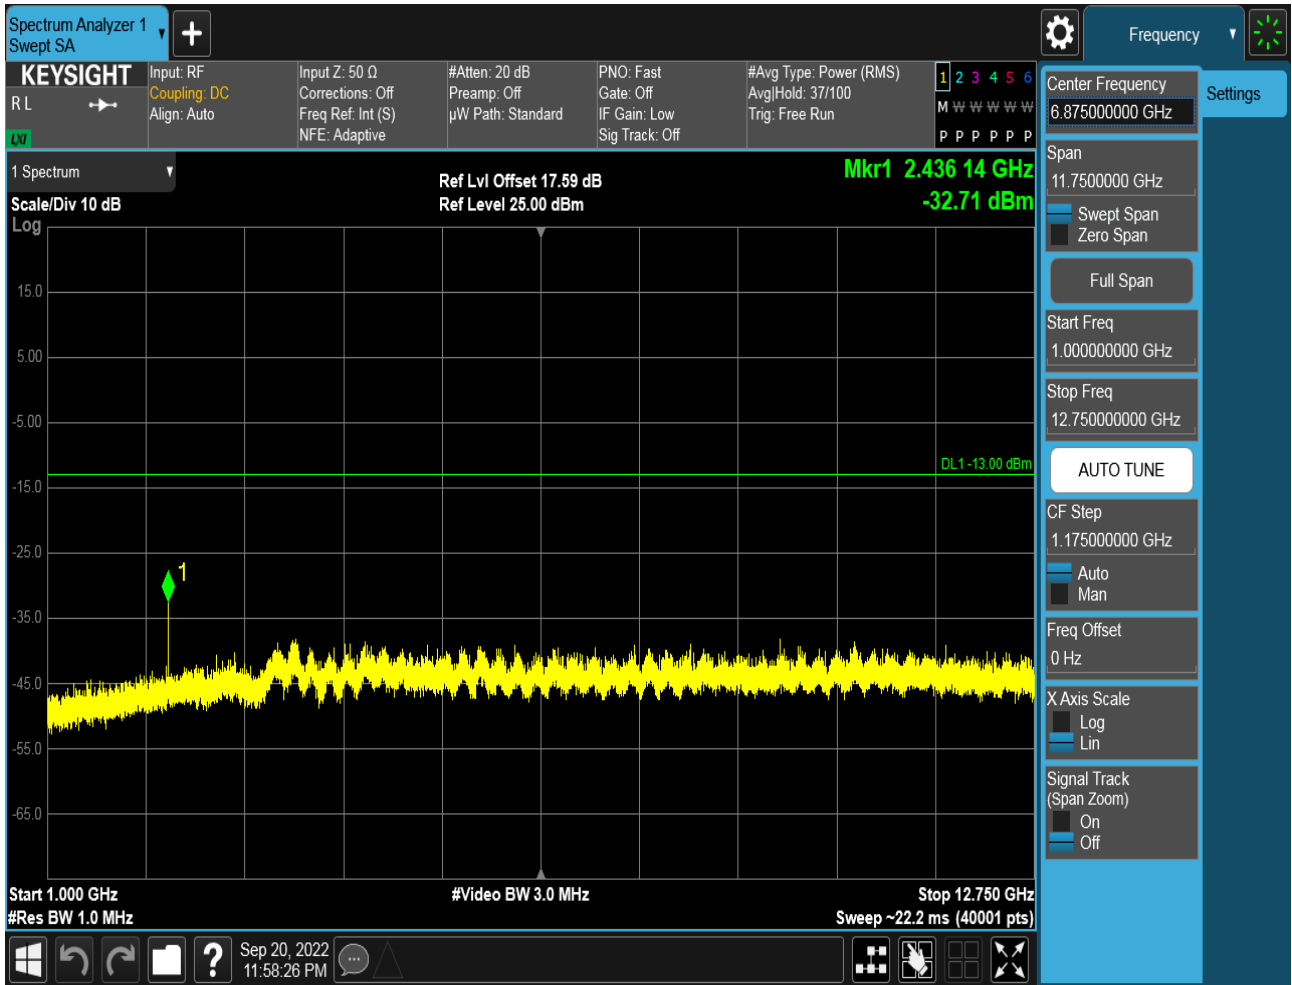 Spectrum Analyzer 1
Swept SA
Frequency
KEYSIGHT
R L
LXI
Input: RF
Coupling: DC
Align: Auto
Input Z: 50 Ω
Corrections: Off
Freq Ref: Int (S)
NFE: Adaptive
#Atten: 20 dB
Preamp: Off
µW Path: Standard
PNO: Fast
Gate: Off
IF Gain: Low
Sig Track: Off
#Avg Type: Power (RMS)
Avg|Hold: 37/100
Trig: Free Run
1 2 3 4 5 6
M W W W W W
P P P P P P
1 Spectrum
Scale/Div 10 dB
Log
Ref Lvl Offset 17.59 dB
Ref Level 25.00 dBm
Mkr1 2.436 14 GHz
-32.71 dBm
15.0
5.00
-5.00
DL1 -13.00 dBm
-15.0
-25.0
1
-35.0
-45.0
-55.0
-65.0
Start 1.000 GHz
#Res BW 1.0 MHz
#Video BW 3.0 MHz
Stop 12.750 GHz
Sweep ~22.2 ms (40001 pts)
Center Frequency
6.875000000 GHz
Settings
Span
11.7500000 GHz
Swept Span
Zero Span
Full Span
Start Freq
1.000000000 GHz
Stop Freq
12.750000000 GHz
AUTO TUNE
CF Step
1.175000000 GHz
Auto
Man
Freq Offset
0 Hz
X Axis Scale
Log
Lin
Signal Track
(Span Zoom)
On
Off
?
Sep 20, 2022
11:58:26 PM